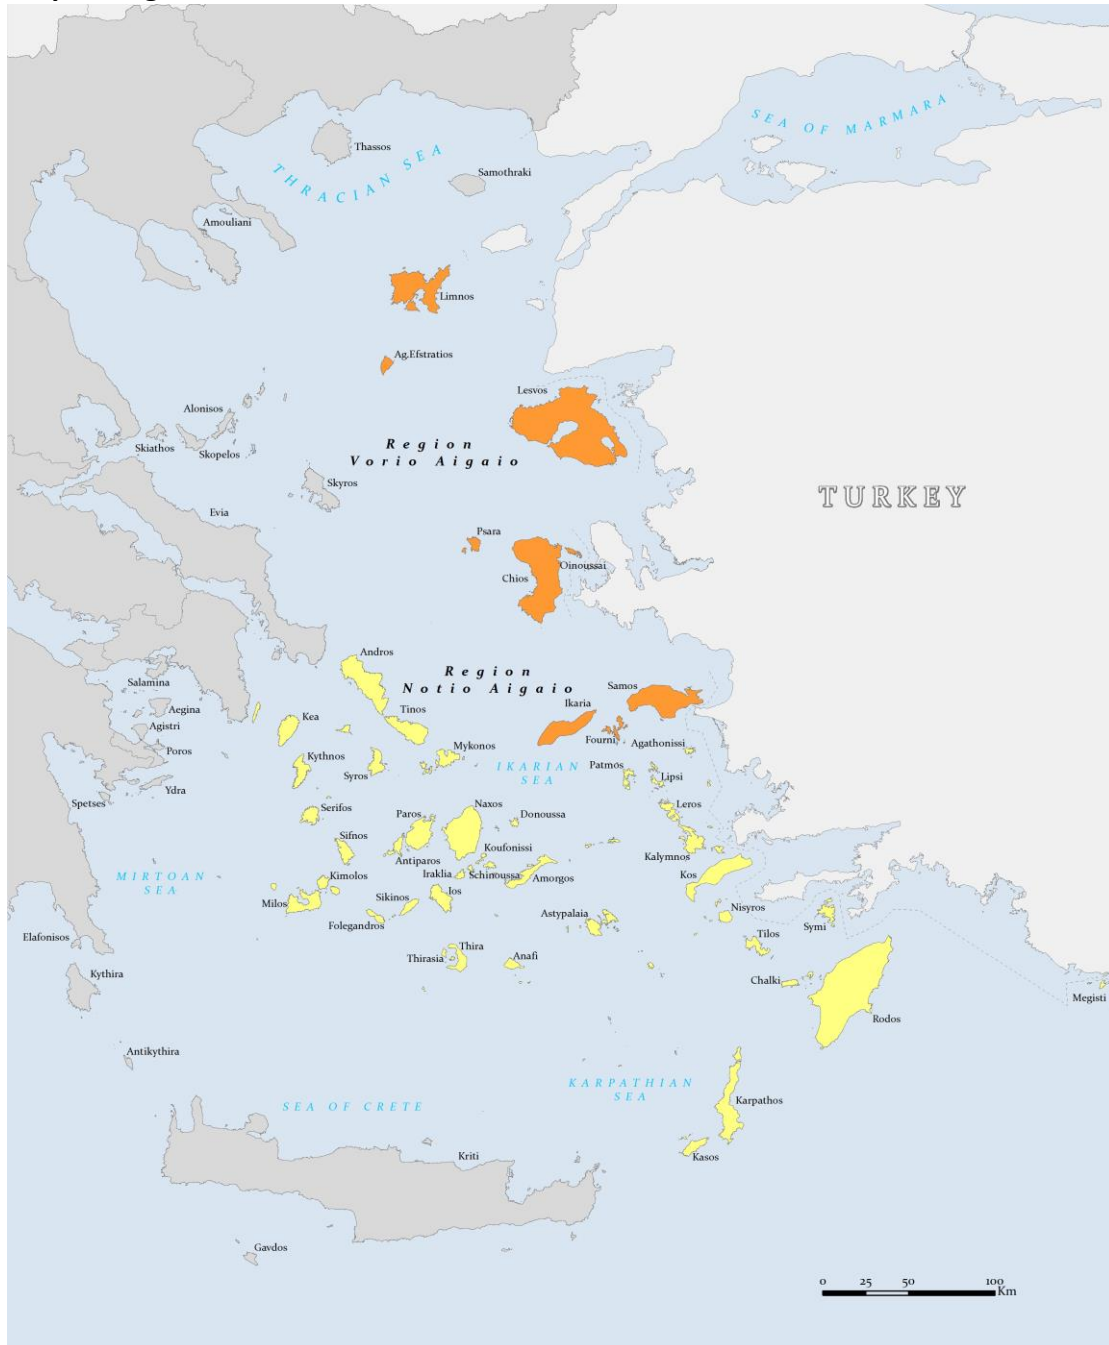 SEA OF MARMARA
Thassos
THRACIAN SEA
Samothraki
Amouliani
Limnos
Ag.Efstratios
Lesvos
Alonisos
Region
Vorio Aigaio
Skiathos
Skopelos
Skyros
TURKEY
Evia
Psara
Oinoussai
Chios
Andros
Region
Notio Aigaio
Salamina
Samos
Aegina
Ikaria
Kea
Tinos
Agistri
Fourni
Agathonissi
Poros
Mykonos
Kythnos
IKARIAN
SEA
Patmos
Syros
Lipsi
Ydra
Spetses
Serifos
Paros
Naxos
Donoussa
Leros
Sifnos
Koufonissi
Antiparos
Kalymnos
MIRTOAN
SEA
Kimolos
Iraklia
Schinoussa
Amorgos
Kos
Sikinos
Ios
Milos
Folegandros
Astypalaia
Nisyros
Symi
Elafonisos
Tilos
Thira
Thirasia
Anafi
Kythira
Chalki
Megisti
Rodos
Antikythira
KARPATHIAN
SEA
SEA OF CRETE
Karpathos
Kriti
Kasos
Gavdos
0 25 50 100
Km